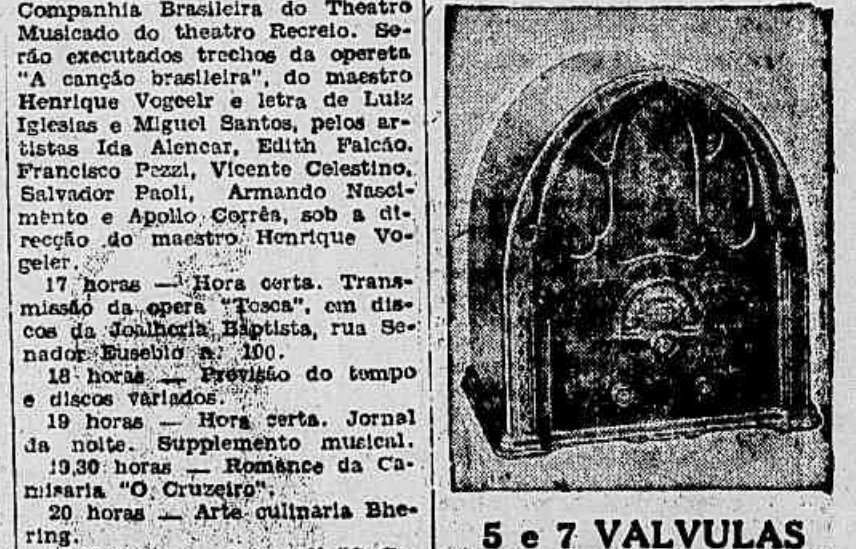 Companhia Brasileira do Theatro
Musicado do theatro Recreio. Se-
rão executados trechos da opereta
"A canção brasileira", do maestro
Henrique Vogeelr e letra de Luiz
Iglesias e Miguel Santos, pelos ar-
tistas Ida Alencar, Edith Falcão,
Francisco Pezzi, Vicente Celestino,
Salvador Paoli, Armando Nasci-
mento e Apollo Corrêa, sob a di-
recção do maestro Henrique Vo-
geler.
17 horas — Hora certa. Trans-
missão da opera "Tosca", em dis-
cos da Joalheria Baptista, rua Se-
nador Eusebio n. 100.
18 horas — Previsão do tempo
e discos variados.
19 horas — Hora certa. Jornal
da noite. Supplemento musical.
19,30 horas — Romance da Ca-
misaria "O Cruzeiro".
20 horas — Arte culinaria Bhe-
ring.
5 e 7 VALVULAS